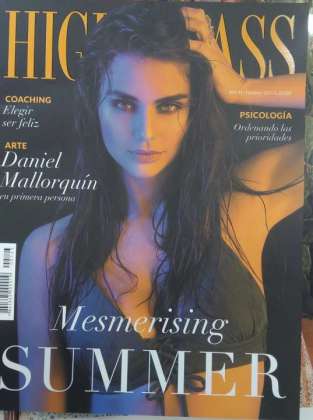 HIGH CLASS
COACHING
Elegir
ser feliz
ARTE
Daniel
Mallorquín
en primera persona
PSICOLOGÍA
Ordenando las
prioridades
Mesmerising
SUMMER